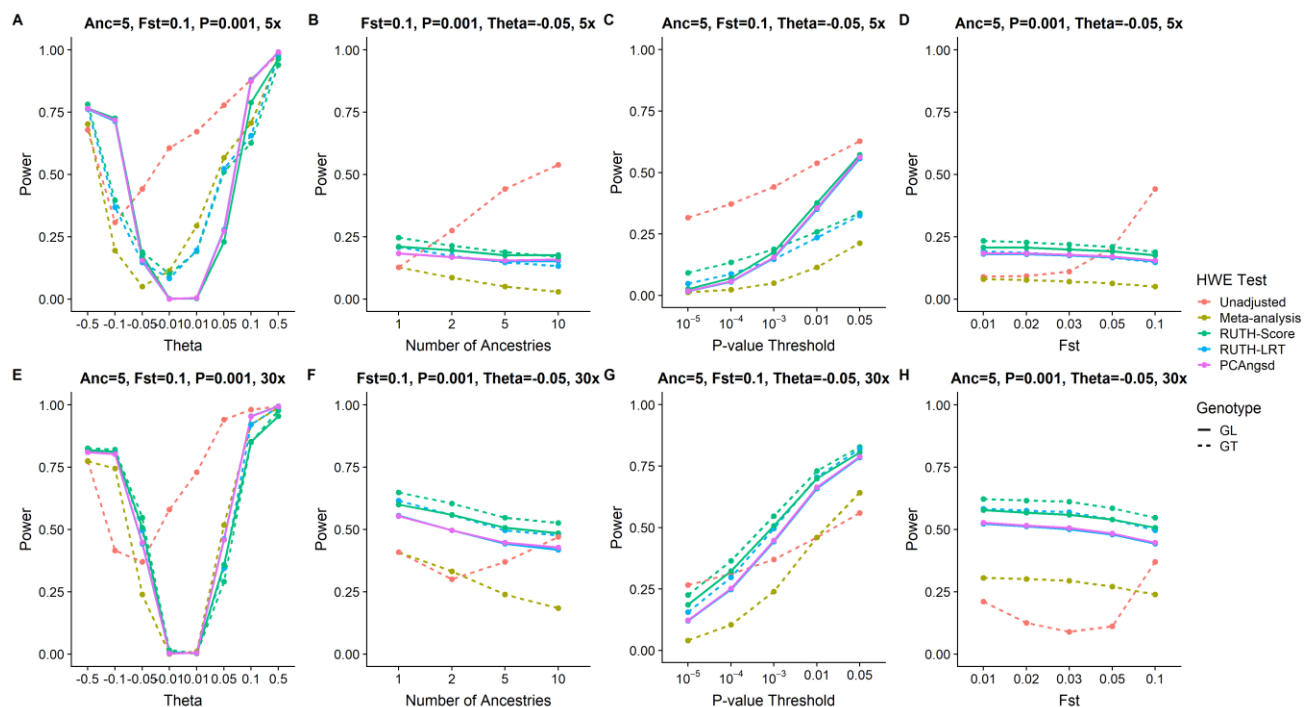 A Anc=5, Fst=0.1, P=0.001, 5x
1.00
0.75
0.50
0.25
0.00
Power
-0.5 -0.1 -0.05 -0.01 0.01 0.05 0.1 0.5
Theta
B Fst=0.1, P=0.001, Theta=-0.05, 5x
1.00
0.75
0.50
0.25
0.00
Power
1 2 5 10
Number of Ancestries
C Anc=5, Fst=0.1, Theta=-0.05, 5x
1.00
0.75
0.50
0.25
0.00
Power
10⁻⁵ 10⁻⁴ 10⁻³ 0.01 0.05
P-value Threshold
D Anc=5, P=0.001, Theta=-0.05, 5x
1.00
0.75
0.50
0.25
0.00
Power
0.01 0.02 0.03 0.05 0.1
Fst
E Anc=5, Fst=0.1, P=0.001, 30x
1.00
0.75
0.50
0.25
0.00
Power
-0.5 -0.1 -0.05 -0.01 0.01 0.05 0.1 0.5
Theta
F Fst=0.1, P=0.001, Theta=-0.05, 30x
1.00
0.75
0.50
0.25
0.00
Power
1 2 5 10
Number of Ancestries
G Anc=5, Fst=0.1, Theta=-0.05, 30x
1.00
0.75
0.50
0.25
0.00
Power
10⁻⁵ 10⁻⁴ 10⁻³ 0.01 0.05
P-value Threshold
H Anc=5, P=0.001, Theta=-0.05, 30x
1.00
0.75
0.50
0.25
0.00
Power
0.01 0.02 0.03 0.05 0.1
Fst
HWE Test
Unadjusted
Meta-analysis
RUTH-Score
RUTH-LRT
PCAngsd
Genotype
GL
GT